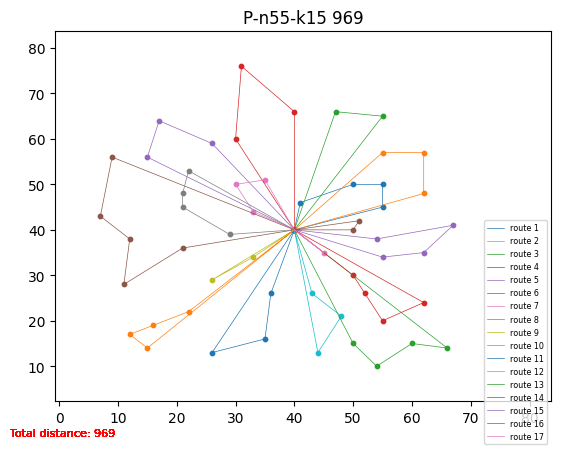 P-n55-k15 969
80
70
60
50
40
30
20
10
0
10
20
30
40
50
60
70
80
route 1
route 2
route 3
route 4
route 5
route 6
route 7
route 8
route 9
route 10
route 11
route 12
route 13
route 14
route 15
route 16
route 17
Total distance: 969